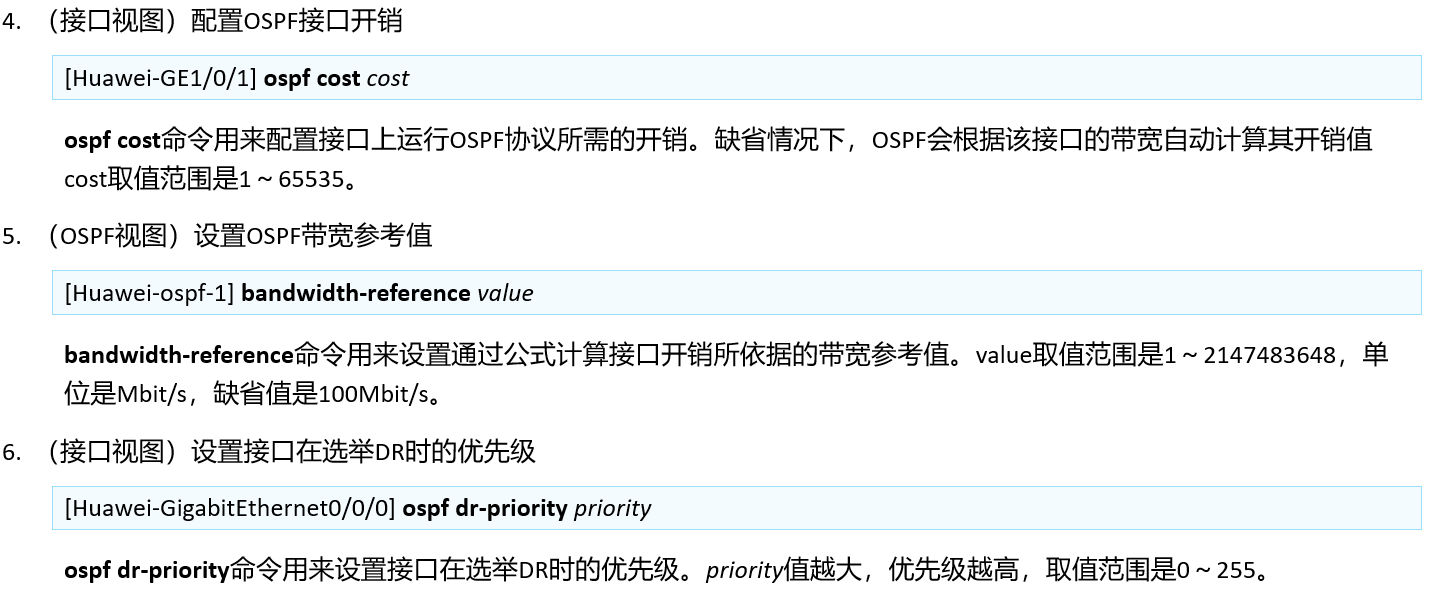 4. （接口视图）配置OSPF接口开销
[Huawei-GE1/0/1] ospf cost cost
ospf cost命令用来配置接口上运行OSPF协议所需的开销。缺省情况下，OSPF会根据该接口的带宽自动计算其开销值
cost取值范围是1～65535。
5. （OSPF视图）设置OSPF带宽参考值
[Huawei-ospf-1] bandwidth-reference value
bandwidth-reference命令用来设置通过公式计算接口开销所依据的带宽参考值。value取值范围是1～2147483648，单
位是Mbit/s，缺省值是100Mbit/s。
6. （接口视图）设置接口在选举DR时的优先级
[Huawei-GigabitEthernet0/0/0] ospf dr-priority priority
ospf dr-priority命令用来设置接口在选举DR时的优先级。priority值越大，优先级越高，取值范围是0～255。